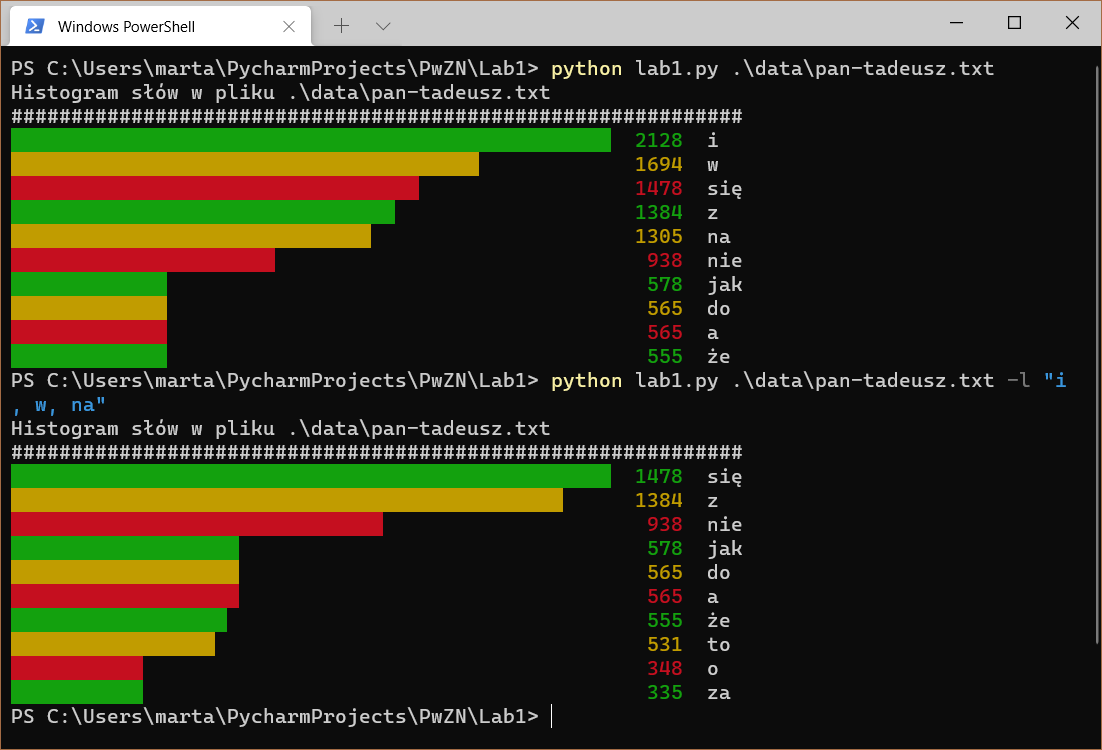 Windows PowerShell
PS C:\Users\marta\PycharmProjects\PwZN\Lab1> python lab1.py .\data\pan-tadeusz.txt
Histogram słów w pliku .\data\pan-tadeusz.txt
#############################################################
2128 i
1694 w
1478 się
1384 z
1305 na
938 nie
578 jak
565 do
565 a
555 że
PS C:\Users\marta\PycharmProjects\PwZN\Lab1> python lab1.py .\data\pan-tadeusz.txt -l "i
, w, na"
Histogram słów w pliku .\data\pan-tadeusz.txt
#############################################################
1478 się
1384 z
938 nie
578 jak
565 do
565 a
555 że
531 to
348 o
335 za
PS C:\Users\marta\PycharmProjects\PwZN\Lab1>